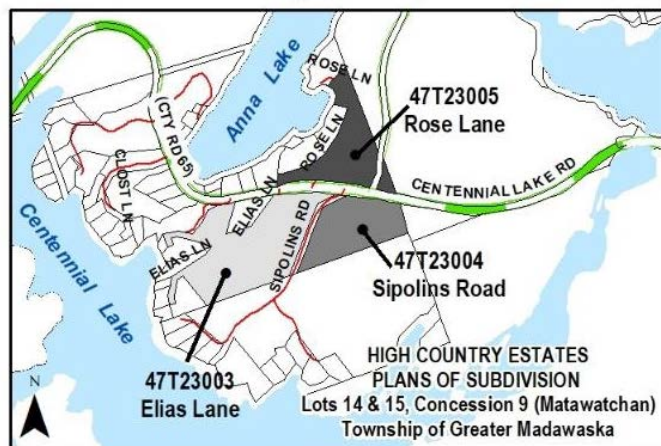 ROSE LN
47T23005
Rose Lane
Anna Lake
(CTY RD 65)
ROSE LN
CLOST LN
CENTENNIAL LAKE RD
ELIAS LN
ELIAS LN
SIPOLINS RD
Centennial Lake
47T23004
Sipolins Road
47T23003
Elias Lane
N
HIGH COUNTRY ESTATES
PLANS OF SUBDIVISION
Lots 14 & 15, Concession 9 (Matawatchan)
Township of Greater Madawaska